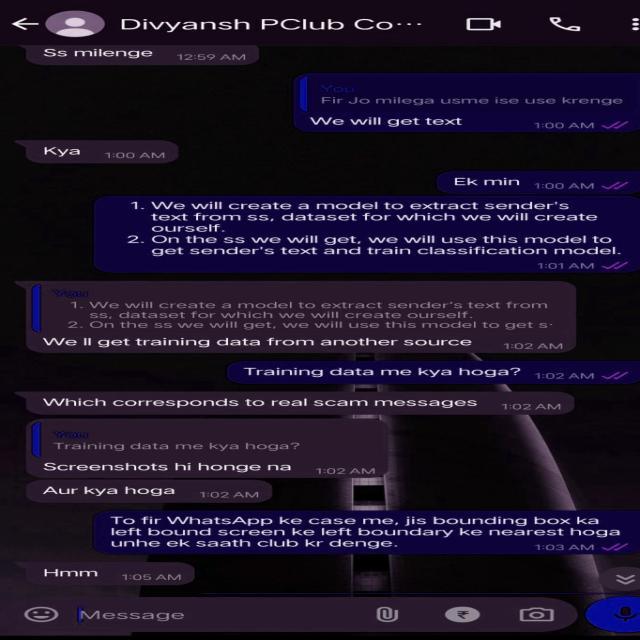 Divyansh PClub Co...
Ss milenge 12:59 AM
You
Fir Jo milega usme ise use krenge
We will get text 1:00 AM
Kya 1:00 AM
Ek min 1:00 AM
1. We will create a model to extract sender's
text from ss, dataset for which we will create
ourself.
2. On the ss we will get, we will use this model to
get sender's text and train classification model.
1:01 AM
You
1. We will create a model to extract sender's text from
ss, dataset for which we will create ourself.
2. On the ss we will get, we will use this model to get s·
We ll get training data from another source 1:02 AM
Training data me kya hoga? 1:02 AM
Which corresponds to real scam messages 1:02 AM
You
Training data me kya hoga?
Screenshots hi honge na 1:02 AM
Aur kya hoga 1:02 AM
To fir WhatsApp ke case me, jis bounding box ka
left bound screen ke left boundary ke nearest hoga
unhe ek saath club kr denge. 1:03 AM
Hmm 1:05 AM
Message
₹